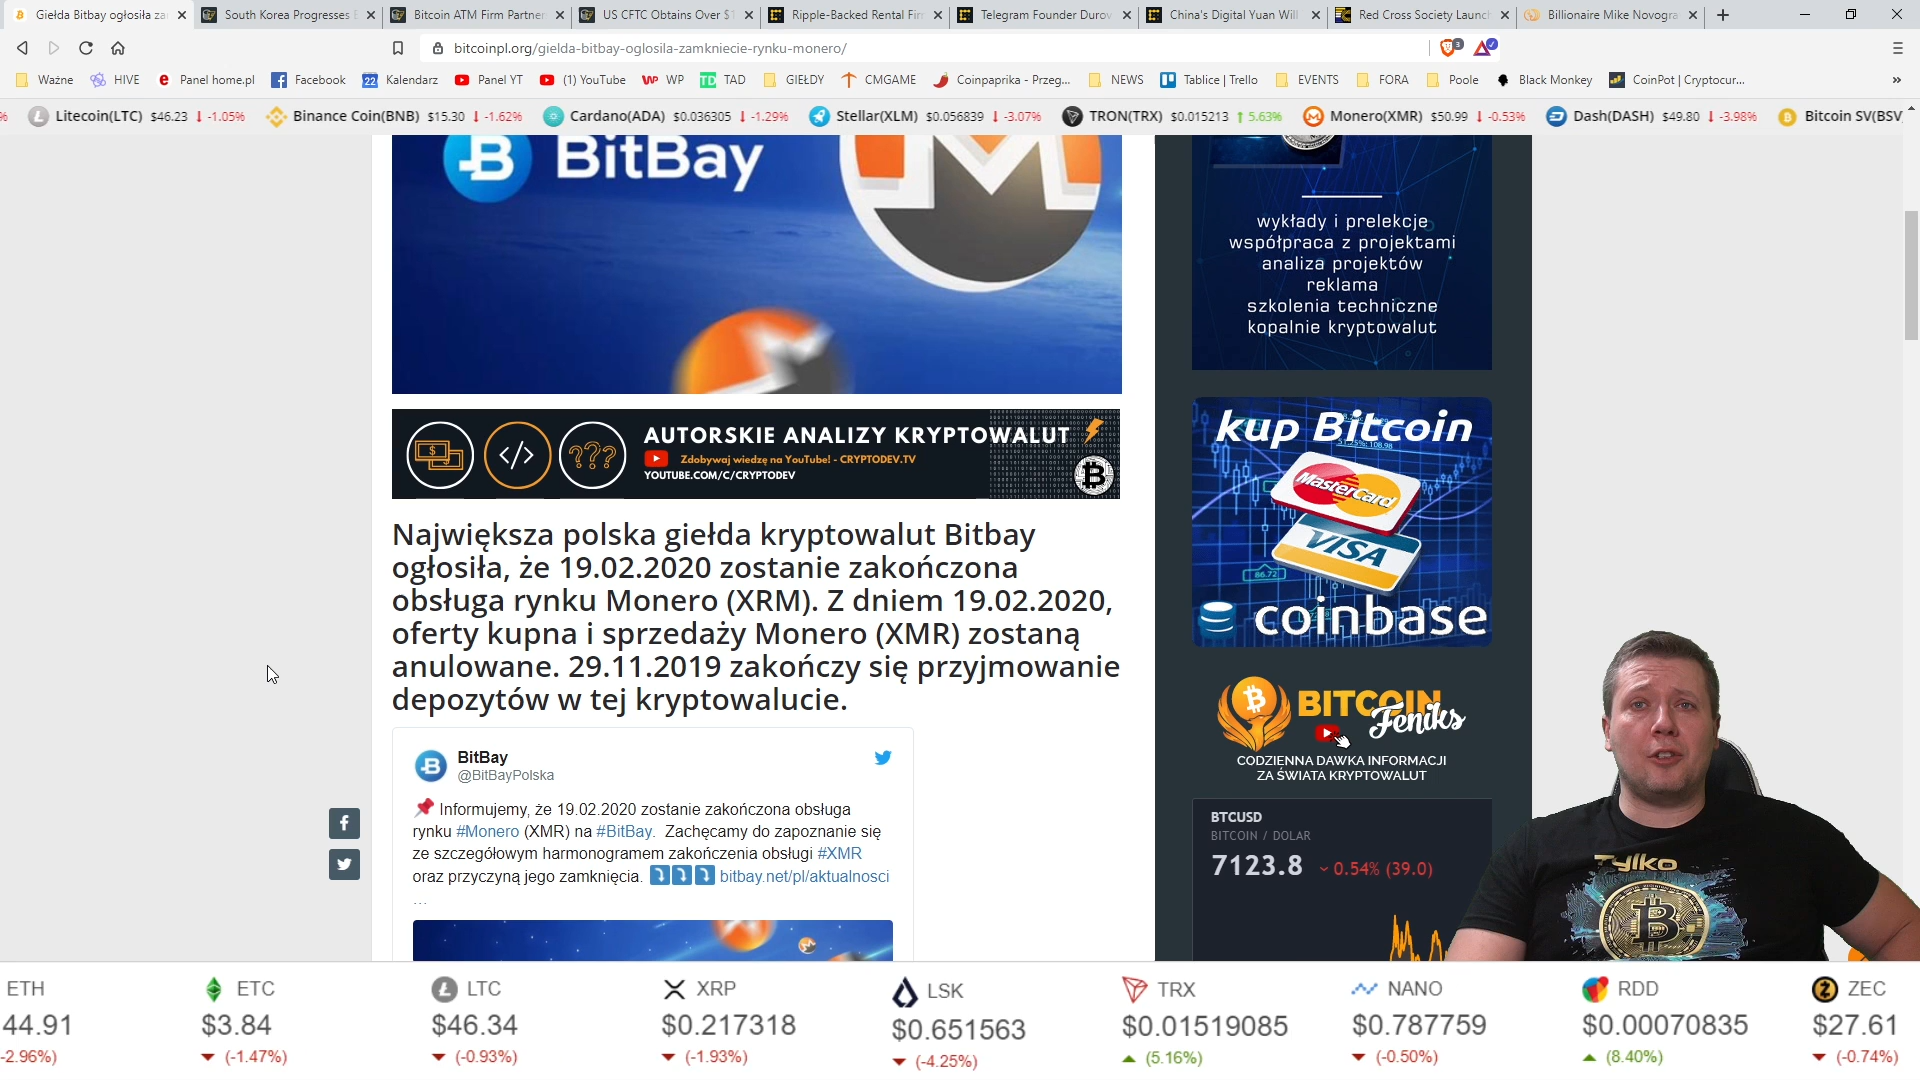 Giełda Bitbay ogłosiła za
South Korea Progresses
Bitcoin ATM Firm Partner
US CFTC Obtains Over $1
Ripple-Backed Rental Fir
Telegram Founder Durov
China's Digital Yuan Will
Red Cross Society Launch
Billionaire Mike Novogra
bitcoinpl.org/gielda-bitbay-oglosila-zamkniecie-rynku-monero/
Ważne
HIVE
Panel home.pl
Facebook
22 Kalendarz
Panel YT
(1) YouTube
WP
TD TAD
GIEŁDY
CMGAME
Coinpaprika - Przeg...
NEWS
Tablice | Trello
EVENTS
FORA
Poole
Black Monkey
CoinPot | Cryptocur...
»
% Litecoin(LTC) $46.23 ↓ -1.05%
Binance Coin(BNB) $15.30 ↓ -1.62%
Cardano(ADA) $0.036305 ↓ -1.29%
Stellar(XLM) $0.056839 ↓ -3.07%
TRON(TRX) $0.015213 ↑ 5.63%
Monero(XMR) $50.99 ↓ -0.53%
Dash(DASH) $49.80 ↓ -3.98%
Bitcoin SV(BSV
BitBay
AUTORSKIE ANALIZY KRYPTOWALUT
Zdobywaj wiedzę na YouTube! - CRYPTODEV.TV
YOUTUBE.COM/C/CRYPTODEV
</>
???
Największa polska giełda kryptowalut Bitbay
ogłosiła, że 19.02.2020 zostanie zakończona
obsługa rynku Monero (XRM). Z dniem 19.02.2020,
oferty kupna i sprzedaży Monero (XMR) zostaną
anulowane. 29.11.2019 zakończy się przyjmowanie
depozytów w tej kryptowalucie.
BitBay
@BitBayPolska
Informujemy, że 19.02.2020 zostanie zakończona obsługa
rynku #Monero (XMR) na #BitBay. Zachęcamy do zapoznanie się
ze szczegółowym harmonogramem zakończenia obsługi #XMR
oraz przyczyną jego zamknięcia. ⤵⤵⤵ bitbay.net/pl/aktualnosci
...
wykłady i prelekcje
współpraca z projektami
analiza projektów
reklama
szkolenia techniczne
kopalnie kryptowalut
kup Bitcoin
MasterCard
VISA
86.72
coinbase
BITCOIN
Feniks
CODZIENNA DAWKA INFORMACJI
ZA ŚWIATA KRYPTOWALUT
BTCUSD
BITCOIN / DOLAR
7123.8 0.54% (39.0)
Tylko
ETH
44.91
-2.96%)
ETC
$3.84
(-1.47%)
LTC
$46.34
(-0.93%)
XRP
$0.217318
(-1.93%)
LSK
$0.651563
(-4.25%)
TRX
$0.01519085
(5.16%)
NANO
$0.787759
(-0.50%)
RDD
$0.00070835
(8.40%)
ZEC
$27.61
(-0.74%)